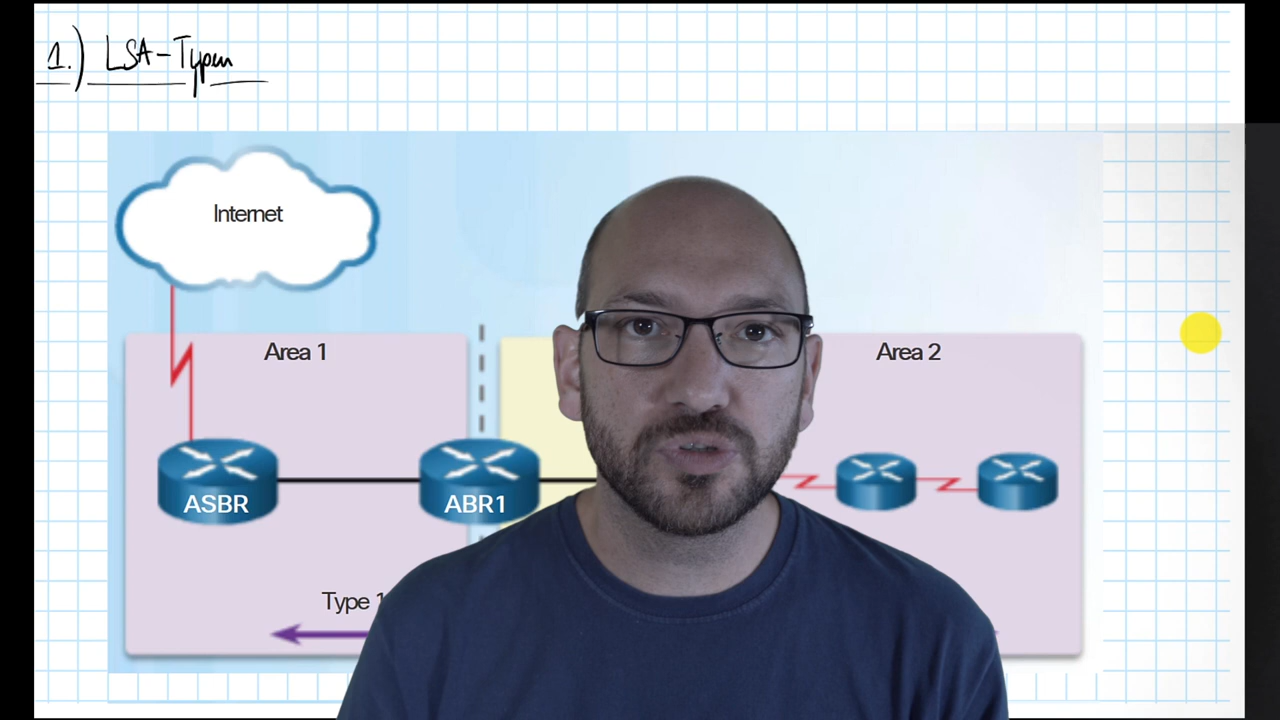 1.) LSA-Typen
Internet
Area 1
Area 2
ASBR
ABR1
Type 1